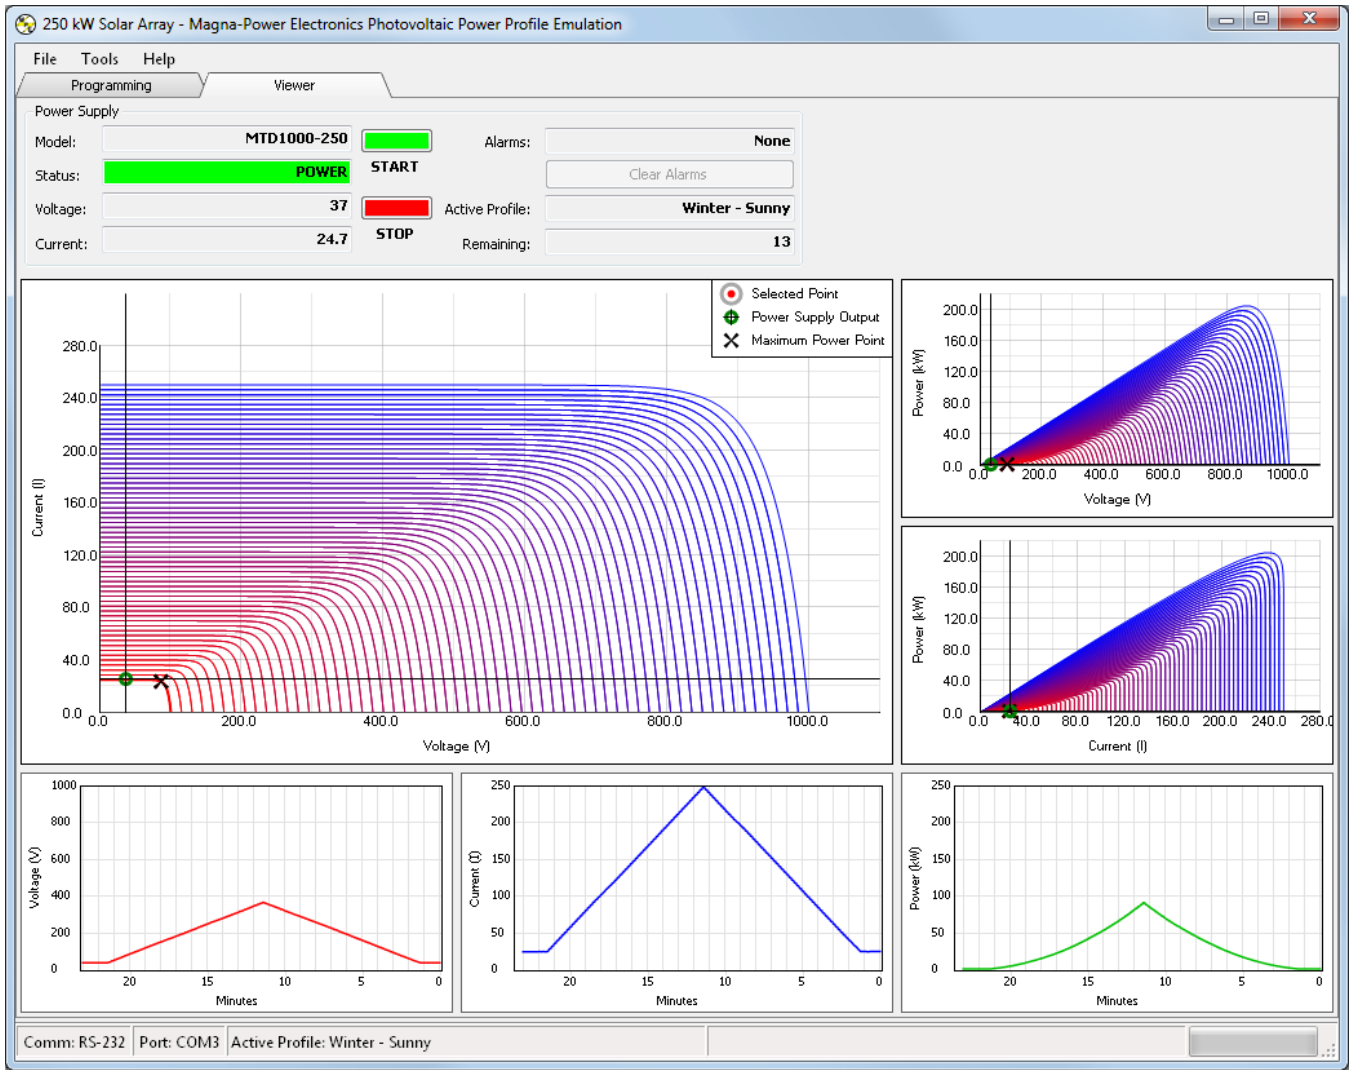 250 kW Solar Array - Magna-Power Electronics Photovoltaic Power Profile Emulation
File Tools Help
Programming Viewer
Power Supply
Model: MTD1000-250 Alarms: None
START
Status: POWER Clear Alarms
Voltage: 37 Active Profile: Winter - Sunny
STOP
Current: 24.7 Remaining: 13
Selected Point
Power Supply Output
Maximum Power Point
280.0
240.0
200.0
160.0
120.0
80.0
40.0
0.0
Current (I)
0.0 200.0 400.0 600.0 800.0 1000.0
Voltage (V)
200.0
160.0
120.0
80.0
40.0
0.0
Power (kW)
0.0 200.0 400.0 600.0 800.0 1000.0
Voltage (V)
200.0
160.0
120.0
80.0
40.0
0.0
Power (kW)
0.0 40.0 80.0 120.0 160.0 200.0 240.0 280.0
Current (I)
1000
800
600
400
200
0
Voltage (V)
20 15 10 5 0
Minutes
250
200
150
100
50
0
Current (I)
20 15 10 5 0
Minutes
250
200
150
100
50
0
Power (kW)
20 15 10 5 0
Minutes
Comm: RS-232 Port: COM3 Active Profile: Winter - Sunny